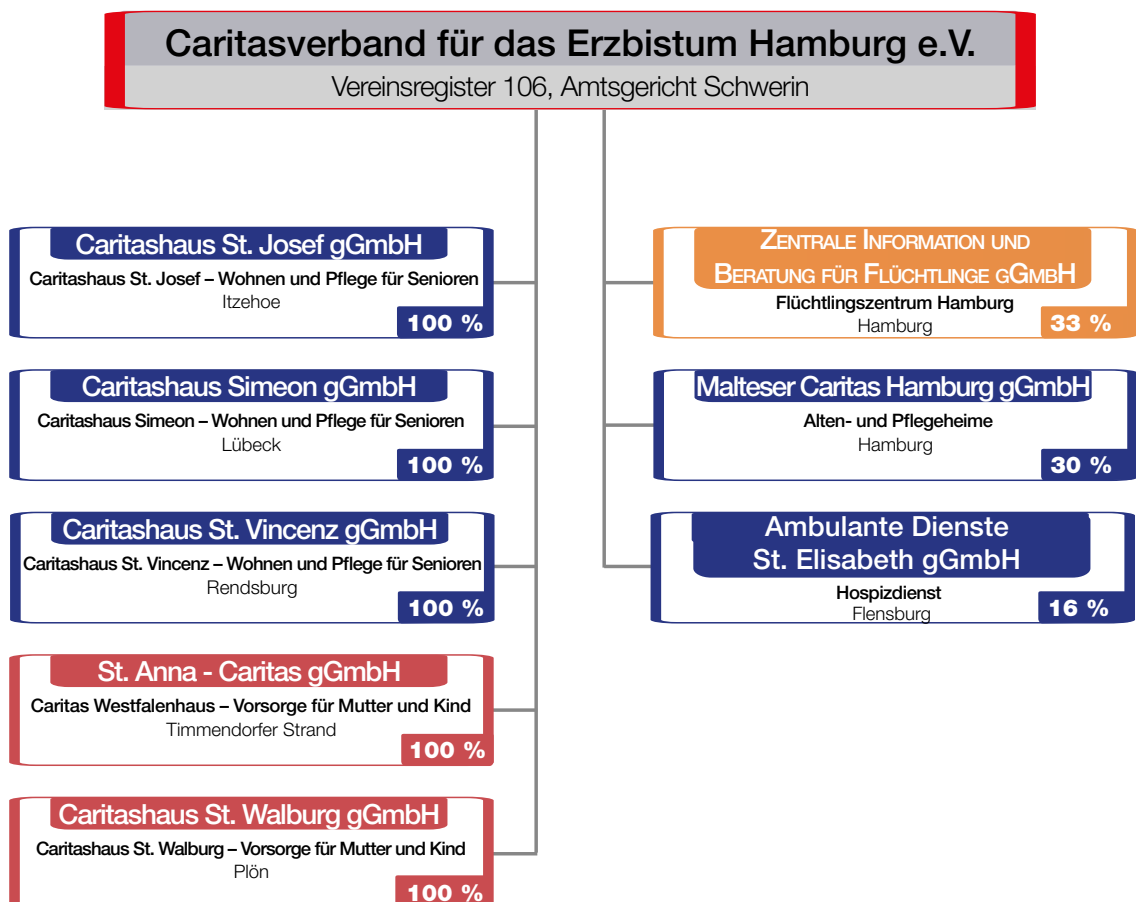 Caritasverband für das Erzbistum Hamburg e.V.
Vereinsregister 106, Amtsgericht Schwerin
Caritashaus St. Josef gGmbH
Caritashaus St. Josef – Wohnen und Pflege für Senioren
Itzehoe
100 %
Caritashaus Simeon gGmbH
Caritashaus Simeon – Wohnen und Pflege für Senioren
Lübeck
100 %
Caritashaus St. Vincenz gGmbH
Caritashaus St. Vincenz – Wohnen und Pflege für Senioren
Rendsburg
100 %
St. Anna - Caritas gGmbH
Caritas Westfalenhaus – Vorsorge für Mutter und Kind
Timmendorfer Strand
100 %
Caritashaus St. Walburg gGmbH
Caritashaus St. Walburg – Vorsorge für Mutter und Kind
Plön
100 %
Zentrale Information und
Beratung für Flüchtlinge gGmbH
Flüchtlingszentrum Hamburg
Hamburg
33 %
Malteser Caritas Hamburg gGmbH
Alten- und Pflegeheime
Hamburg
30 %
Ambulante Dienste
St. Elisabeth gGmbH
Hospizdienst
Flensburg
16 %